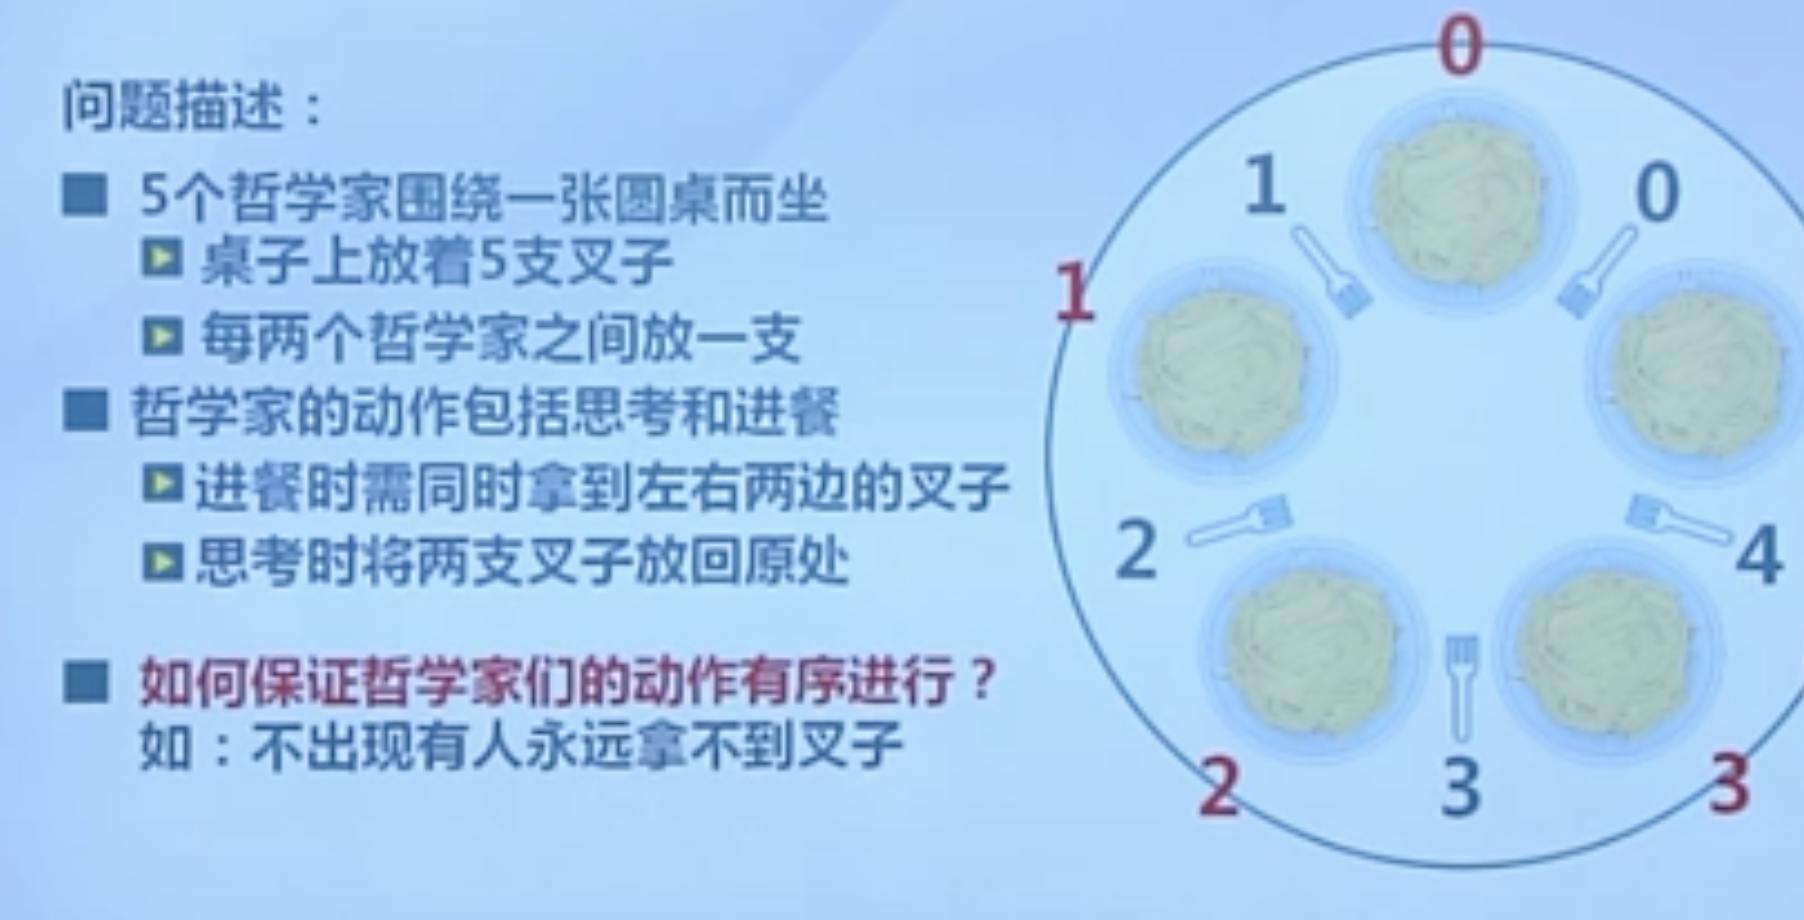 问题描述：
5个哲学家围绕一张圆桌而坐
桌子上放着5支叉子
每两个哲学家之间放一支
哲学家的动作包括思考和进餐
进餐时需同时拿到左右两边的叉子
思考时将两支叉子放回原处
如何保证哲学家们的动作有序进行？
如：不出现有人永远拿不到叉子
0
1
0
1
2
4
2
3
3